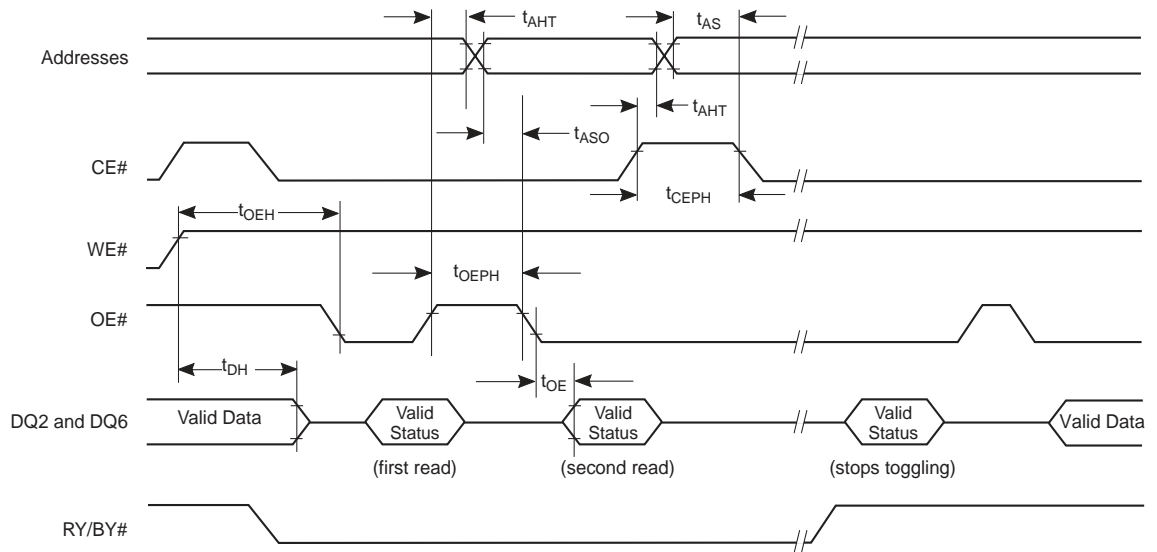 tAHT
tAS
Addresses
tAHT
tASO
CE#
tCEPH
tOEH
WE#
tOEPH
OE#
tDH
tOE
DQ2 and DQ6
Valid Data
Valid
Status
Valid
Status
Valid
Status
Valid Data
(first read)
(second read)
(stops toggling)
RY/BY#